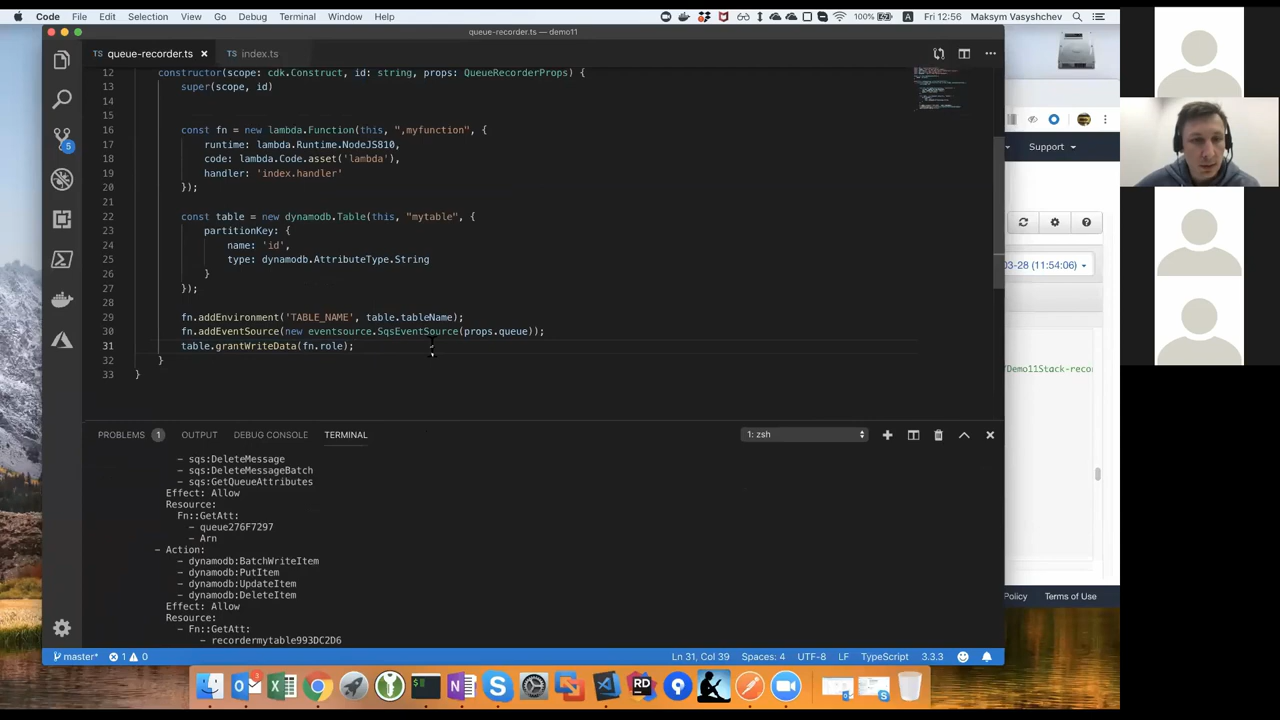 Code File Edit Selection View Go Debug Terminal Window Help 100% A Fri 12:56 Maksym Vasyshchev
queue-recorder.ts — demo11
TS queue-recorder.ts × TS index.ts
12 constructor(scope: cdk.Construct, id: string, props: QueueRecorderProps) {
13 super(scope, id)
14
15
16 const fn = new lambda.Function(this, ",myfunction", {
17 runtime: lambda.Runtime.NodeJS810,
18 code: lambda.Code.asset('lambda'),
19 handler: 'index.handler'
20 });
21
22 const table = new dynamodb.Table(this, "mytable", {
23 partitionKey: {
24 name: 'id',
25 type: dynamodb.AttributeType.String
26 }
27 });
28
29 fn.addEnvironment('TABLE_NAME', table.tableName);
30 fn.addEventSource(new eventsource.SqsEventSource(props.queue));
31 table.grantWriteData(fn.role);
32 }
33 }
5
Support
03-28 (11:54:06)
/Demo11Stack-reco
Policy Terms of Use
PROBLEMS 1 OUTPUT DEBUG CONSOLE TERMINAL 1: zsh
- sqs:DeleteMessage
- sqs:DeleteMessageBatch
- sqs:GetQueueAttributes
Effect: Allow
Resource:
Fn::GetAtt:
- queue276F7297
- Arn
- Action:
- dynamodb:BatchWriteItem
- dynamodb:PutItem
- dynamodb:UpdateItem
- dynamodb:DeleteItem
Effect: Allow
Resource:
- Fn::GetAtt:
- recordermytable993DC2D6
master* 1 0 Ln 31, Col 39 Spaces: 4 UTF-8 LF TypeScript 3.3.3
3
RD